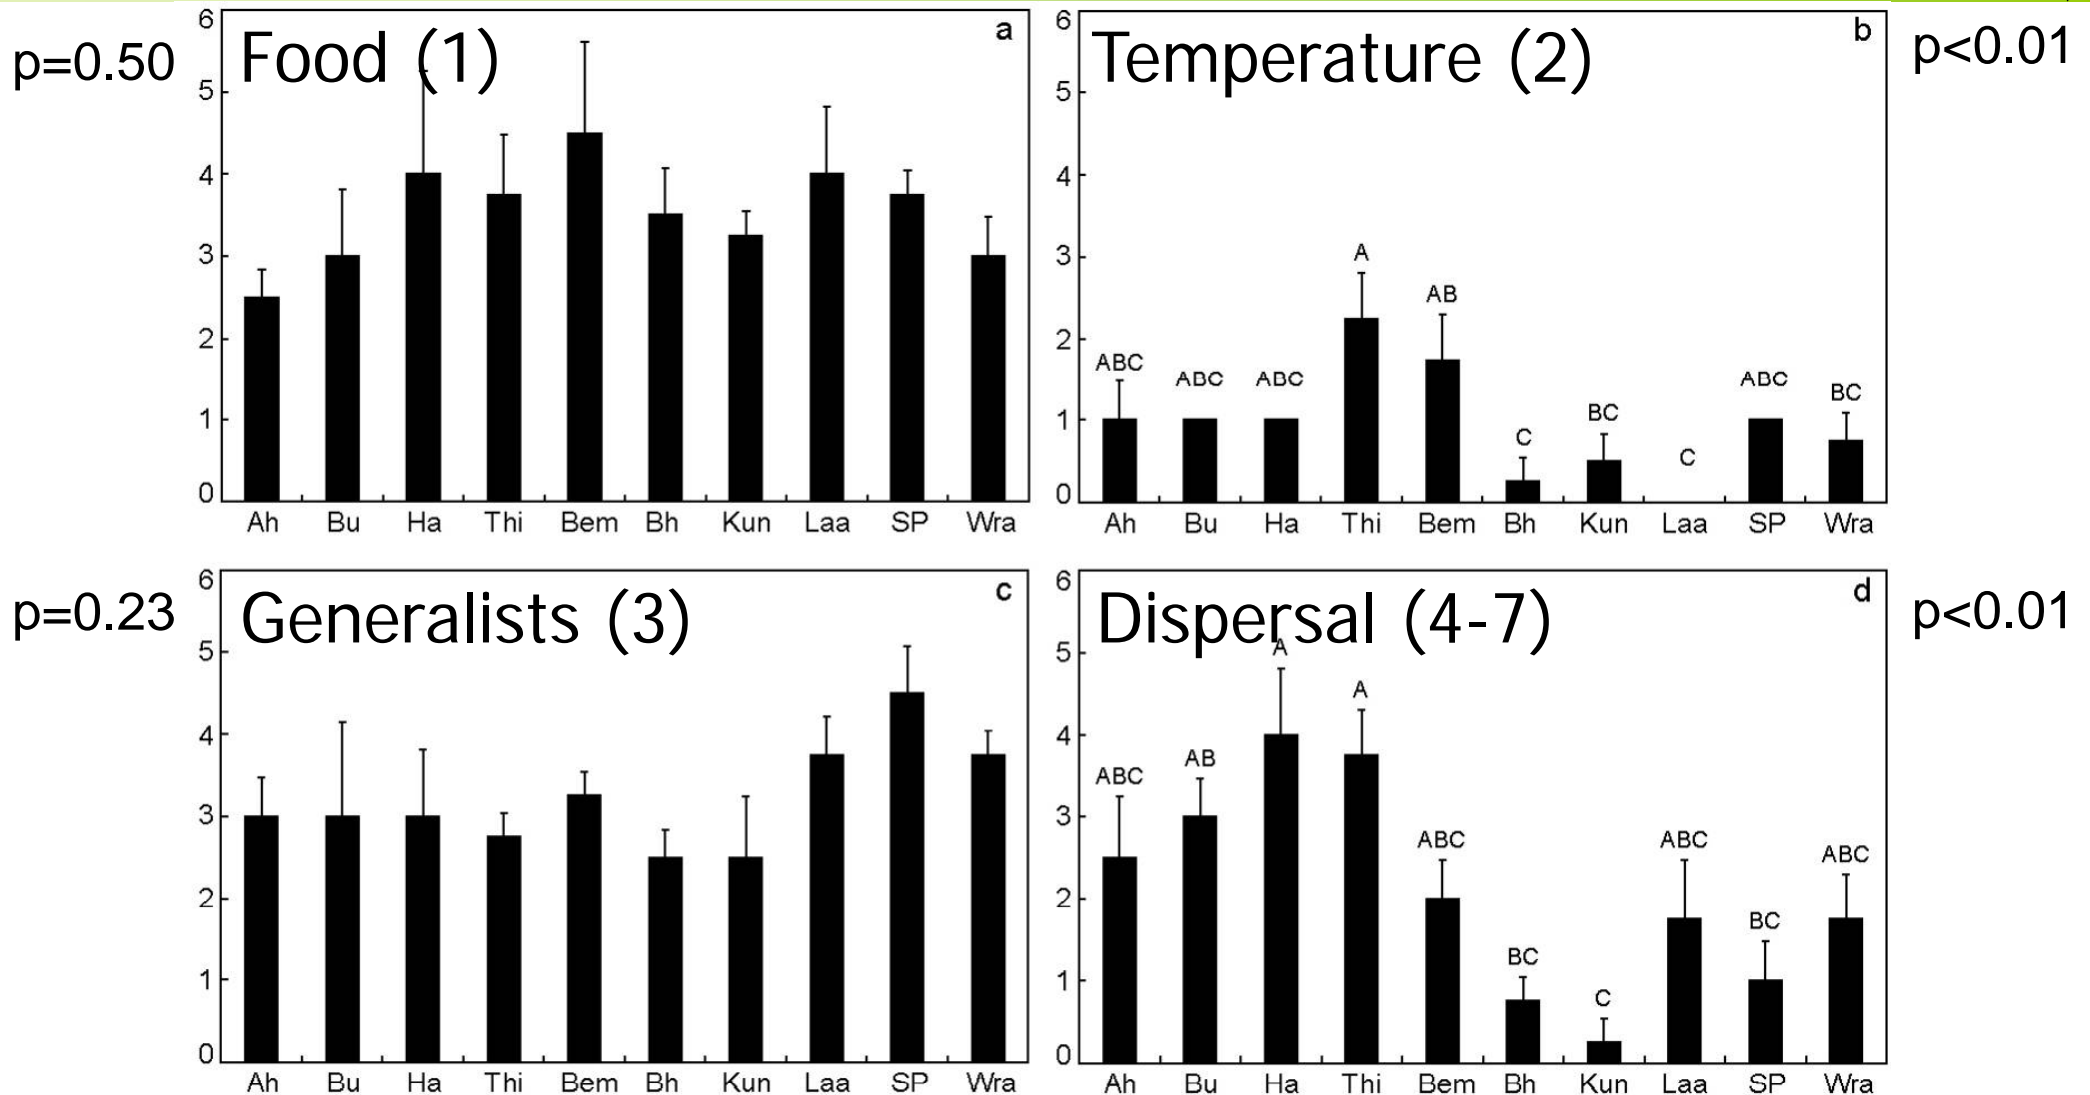 p=0.50
Food (1)
a
6
5
4
3
2
1
0
Ah Bu Ha Thi Bem Bh Kun Laa SP Wra
Temperature (2)
b
p<0.01
6
5
4
3
2
1
0
ABC ABC ABC A AB C BC C ABC BC
Ah Bu Ha Thi Bem Bh Kun Laa SP Wra
p=0.23
Generalists (3)
c
6
5
4
3
2
1
0
Ah Bu Ha Thi Bem Bh Kun Laa SP Wra
Dispersal (4-7)
d
p<0.01
6
5
4
3
2
1
0
ABC AB A A ABC BC C ABC BC ABC
Ah Bu Ha Thi Bem Bh Kun Laa SP Wra